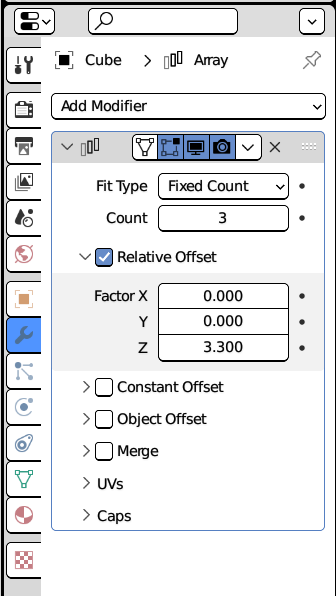 Cube > Array
Add Modifier
Fit Type Fixed Count
Count 3
Relative Offset
Factor X 0.000
Y 0.000
Z 3.300
Constant Offset
Object Offset
Merge
UVs
Caps